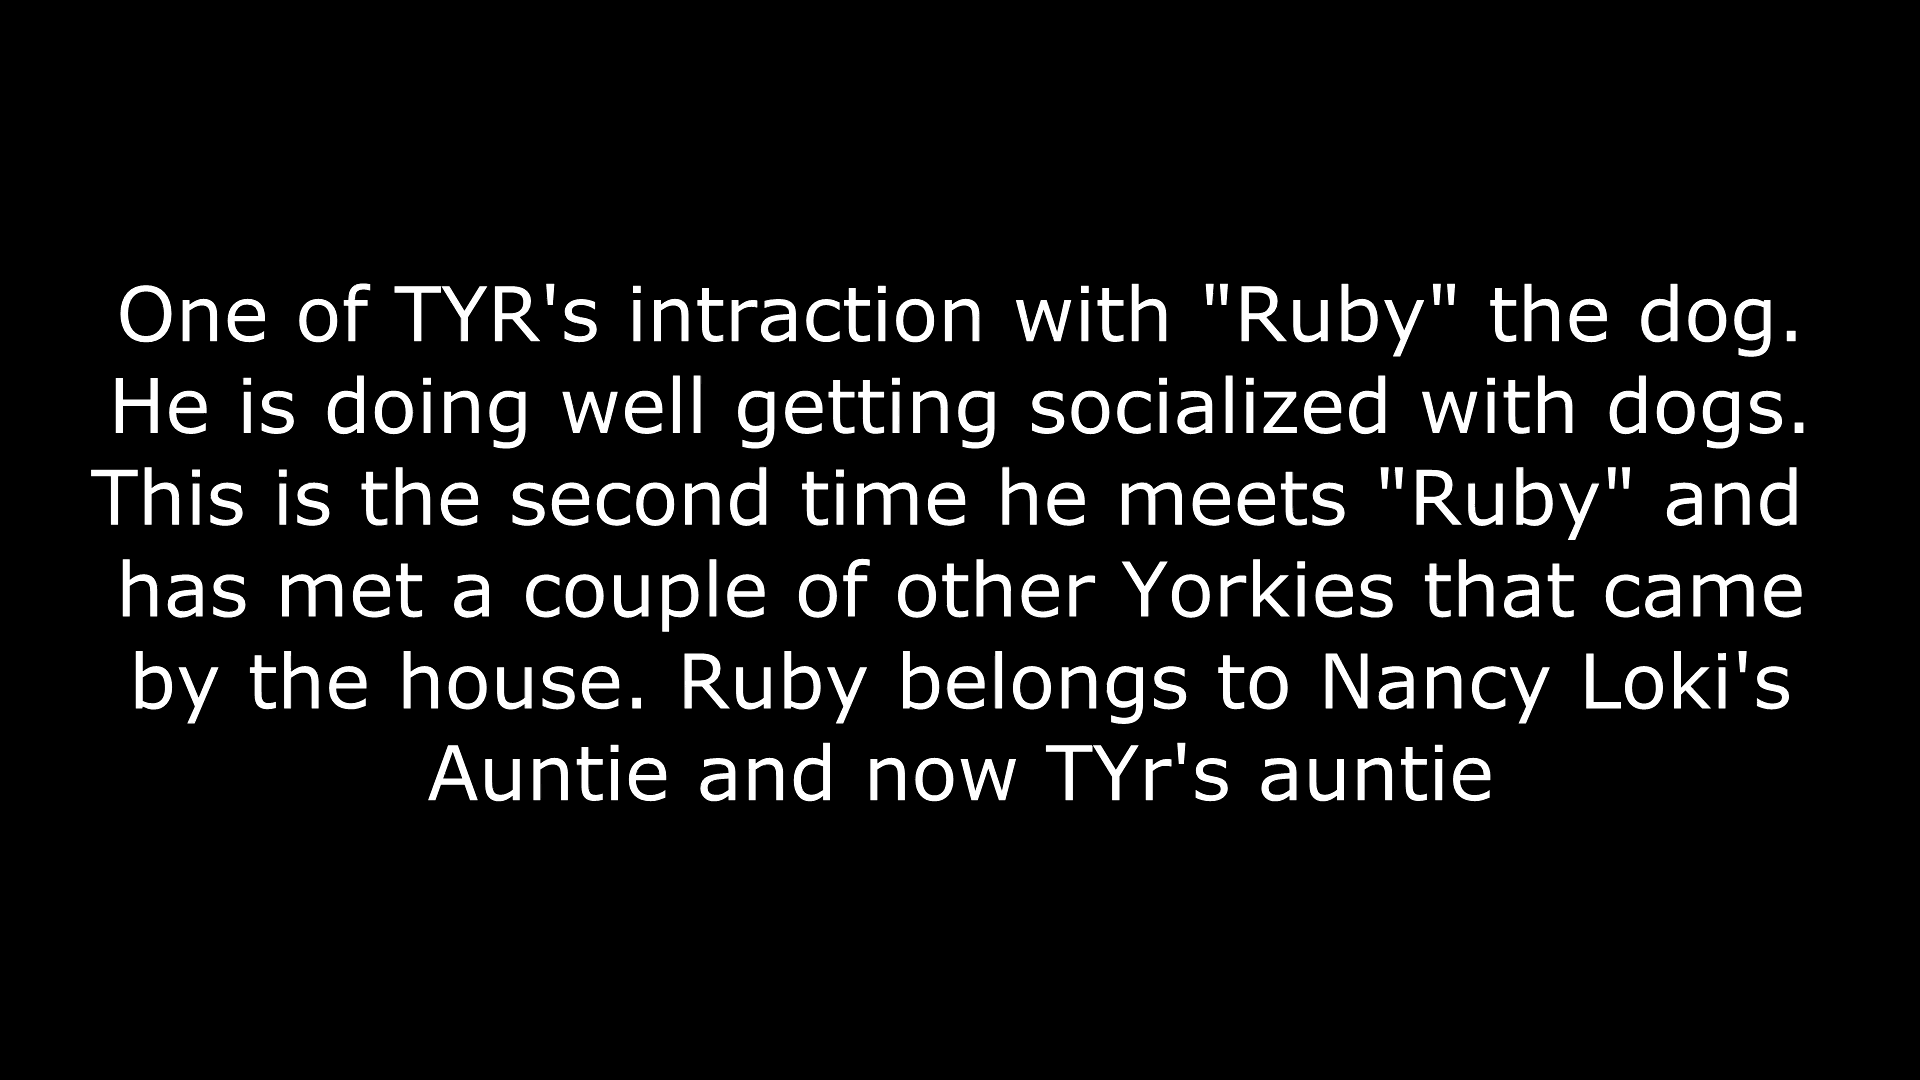 One of TYR's intraction with "Ruby" the dog.
He is doing well getting socialized with dogs.
This is the second time he meets "Ruby" and
has met a couple of other Yorkies that came
by the house. Ruby belongs to Nancy Loki's
Auntie and now TYr's auntie